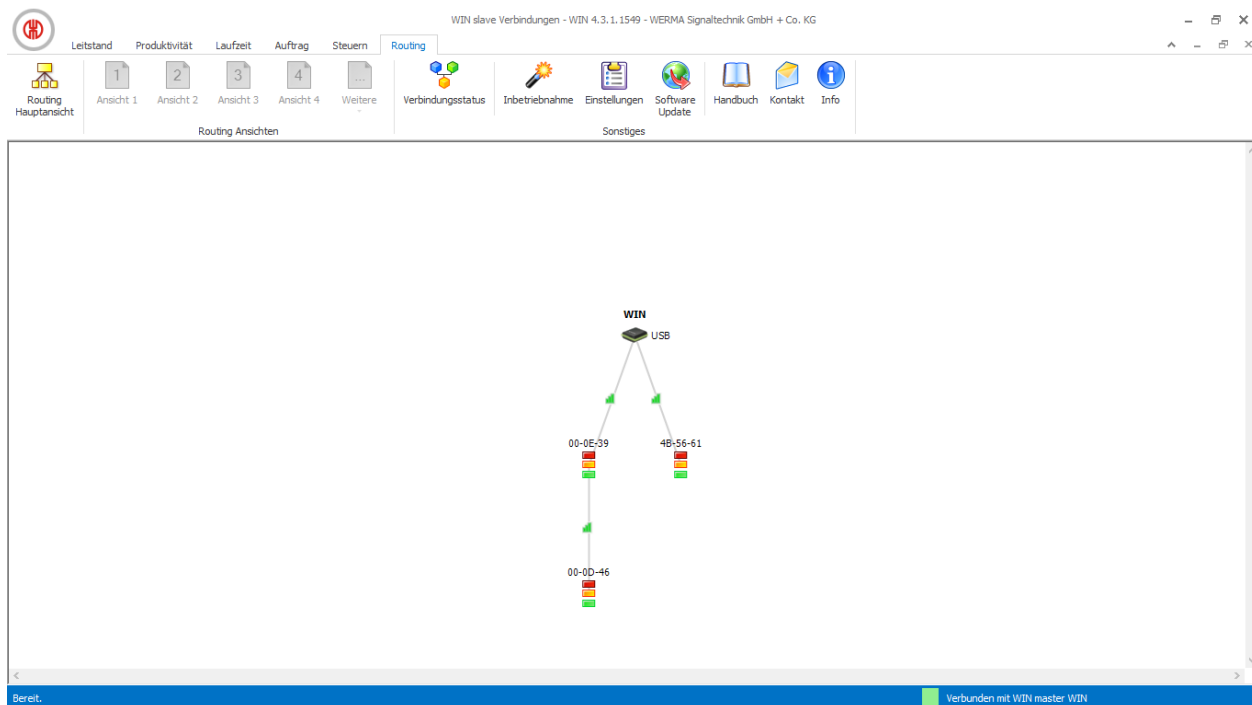 WIN slave Verbindungen - WIN 4.3.1.1549 - WERMA Signaltechnik GmbH + Co. KG
Leitstand Produktivität Laufzeit Auftrag Steuern Routing
1 2 3 4 ...
Routing Hauptansicht
Ansicht 1 Ansicht 2 Ansicht 3 Ansicht 4 Weitere
Verbindungsstatus
Inbetriebnahme Einstellungen Software Update Handbuch Kontakt Info
Routing Ansichten Sonstiges
WIN
USB
00-0E-39 4B-56-61
00-0D-46
Bereit. Verbunden mit WIN master WIN